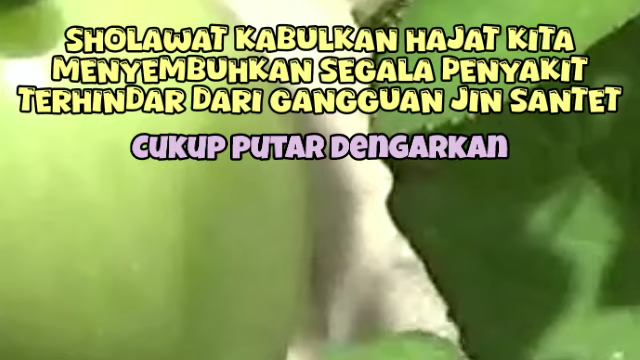 SHOLAWAT KABULKAN HAJAT KITA
MENYEMBUHKAN SEGALA PENYAKIT
TERHINDAR DARI GANGGUAN JIN SANTET
CUKUP PUTAR DENGARKAN